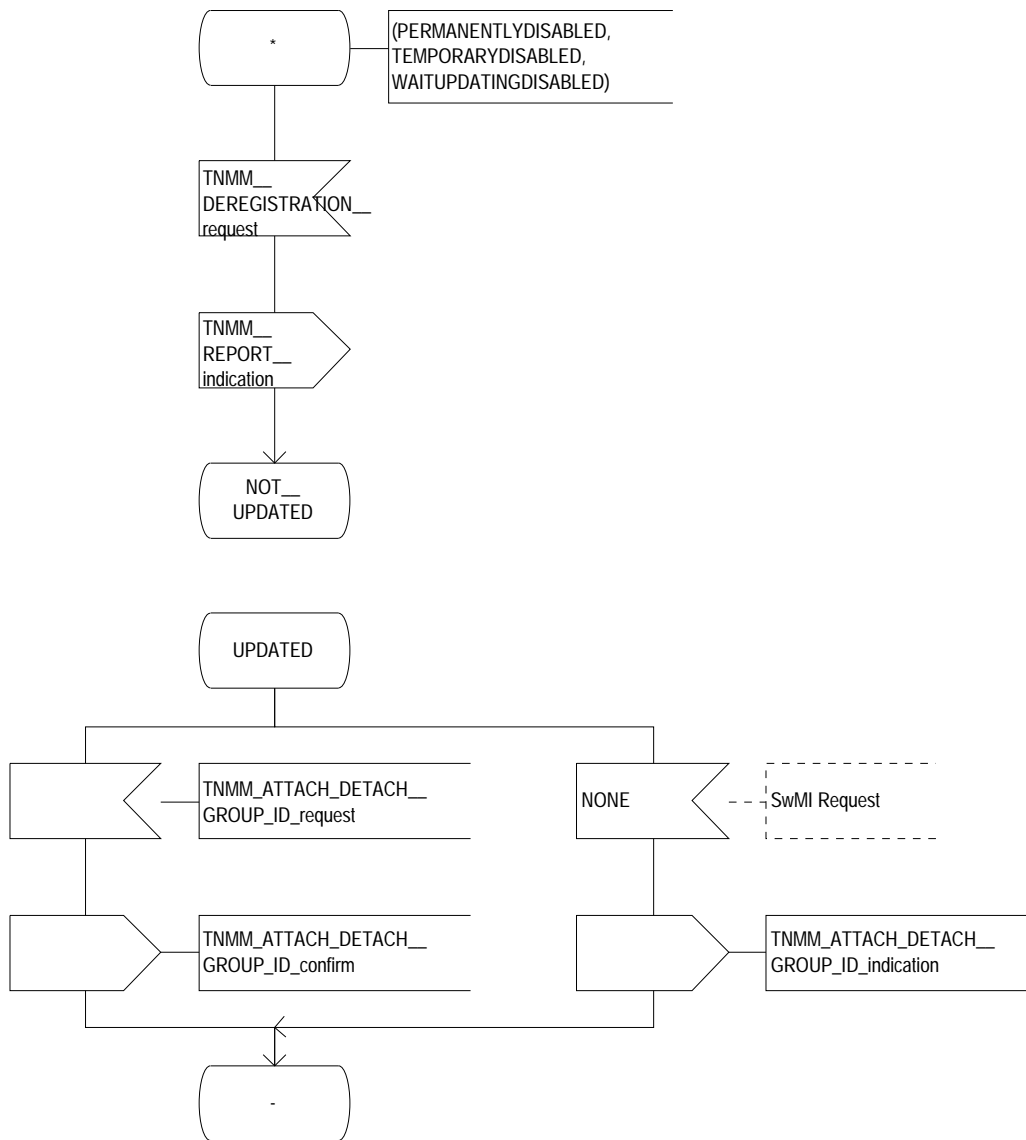 *
(PERMANENTLYDISABLED,
TEMPORARYDISABLED,
WAITUPDATINGDISABLED)
TNMM__
DEREGISTRATION__
request
TNMM__
REPORT__
indication
NOT__
UPDATED
UPDATED
TNMM_ATTACH_DETACH__
GROUP_ID_request
NONE
SwMI Request
TNMM_ATTACH_DETACH__
GROUP_ID_confirm
TNMM_ATTACH_DETACH__
GROUP_ID_indication
-